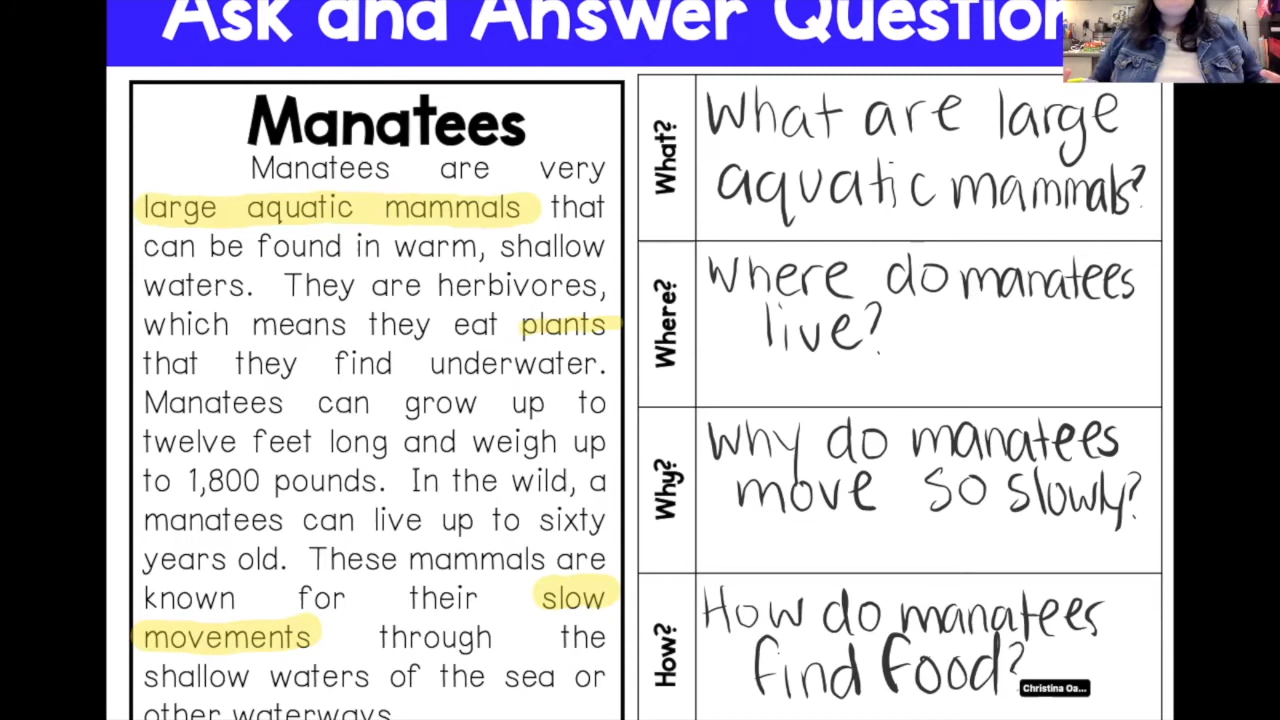 Ask and Answer Question
Manatees
Manatees are very
large aquatic mammals that
can be found in warm, shallow
waters. They are herbivores,
which means they eat plants
that they find underwater.
Manatees can grow up to
twelve feet long and weigh up
to 1,800 pounds. In the wild, a
manatees can live up to sixty
years old. These mammals are
known for their slow
movements through the
shallow waters of the sea or
other waterways.
What?
What are large
aquatic mammals?
Where?
Where do manatees
live?
Why?
Why do manatees
move so slowly?
How?
How do manatees
find food?
Christina Oa...